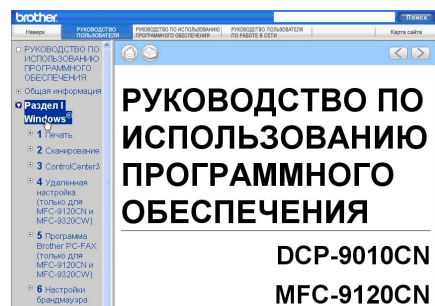 brother.
Поиск
Наверх
РУКОВОДСТВО
ПОЛЬЗОВАТЕЛЯ
РУКОВОДСТВО ПО ИСПОЛЬЗОВАНИЮ
ПРОГРАММНОГО ОБЕСПЕЧЕНИЯ
РУКОВОДСТВО ПОЛЬЗОВАТЕЛЯ
ПО РАБОТЕ В СЕТИ
Карта сайта
РУКОВОДСТВО ПО
ИСПОЛЬЗОВАНИЮ
ПРОГРАММНОГО
ОБЕСПЕЧЕНИЯ
Общая информация
Раздел I
Windows®
1 Печать
2 Сканирование
3 ControlCenter3
4 Удаленная
настройка
(только для
MFC-9120CN и
MFC-9320CW)
5 Программа
Brother PC-FAX
(только для
MFC-9120CN и
MFC-9320CW)
6 Настройки
брандмауэра
РУКОВОДСТВО ПО
ИСПОЛЬЗОВАНИЮ
ПРОГРАММНОГО
ОБЕСПЕЧЕНИЯ
DCP-9010CN
MFC-9120CN